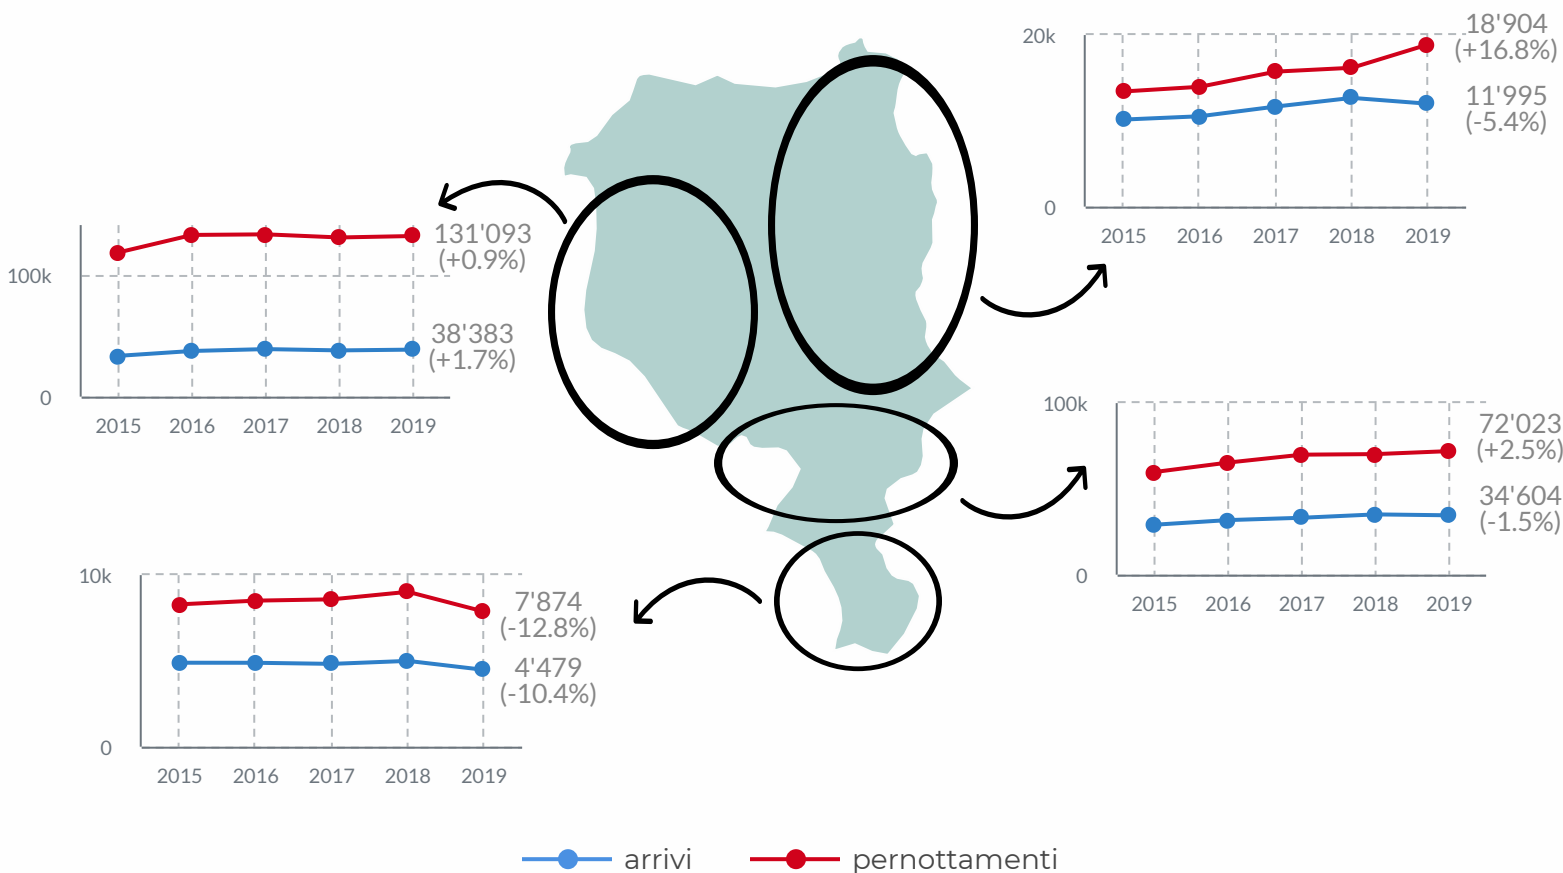 20k
18'904
(+16.8%)
11'995
(-5.4%)
0
2015 2016 2017 2018 2019
131'093
(+0.9%)
100k
38'383
(+1.7%)
0
2015 2016 2017 2018 2019
100k
72'023
(+2.5%)
34'604
(-1.5%)
0
2015 2016 2017 2018 2019
10k
7'874
(-12.8%)
4'479
(-10.4%)
0
2015 2016 2017 2018 2019
arrivi pernottamenti